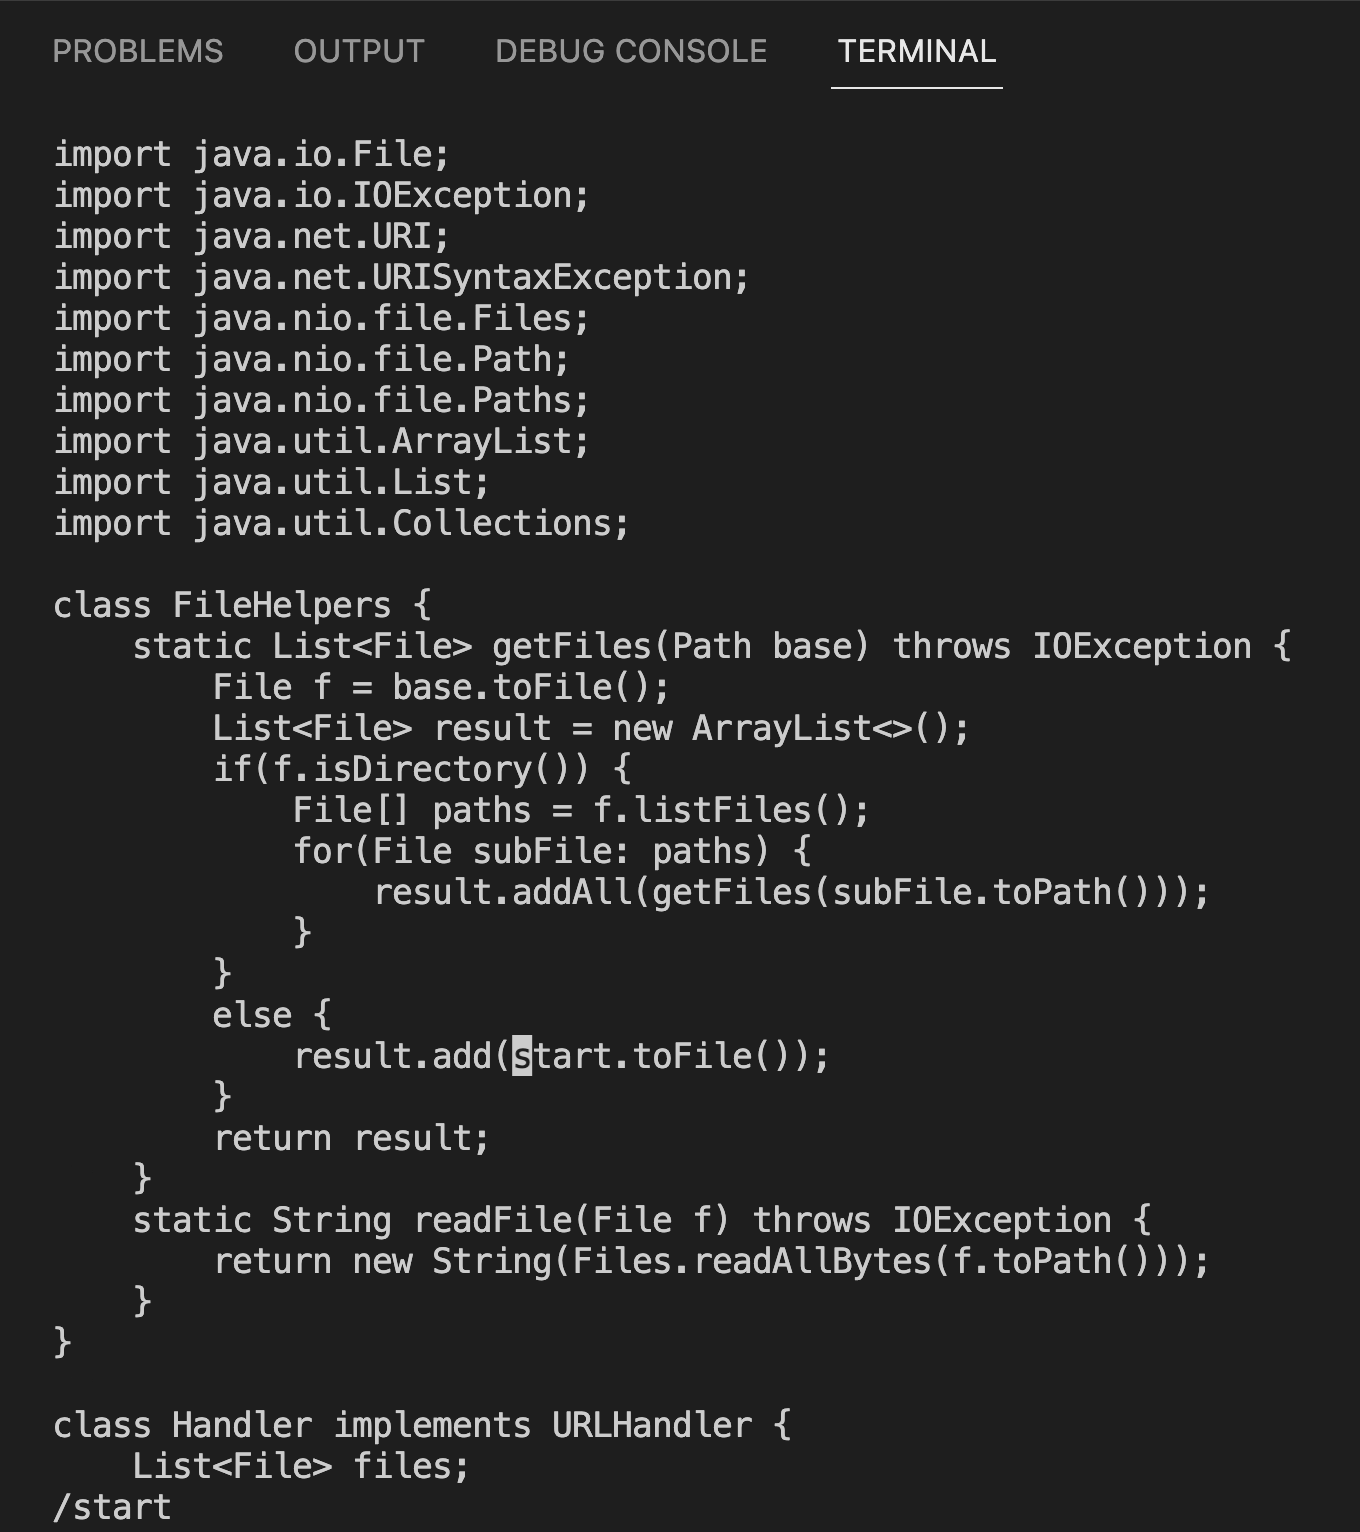 PROBLEMS OUTPUT DEBUG CONSOLE TERMINAL
import java.io.File;
import java.io.IOException;
import java.net.URI;
import java.net.URISyntaxException;
import java.nio.file.Files;
import java.nio.file.Path;
import java.nio.file.Paths;
import java.util.ArrayList;
import java.util.List;
import java.util.Collections;

class FileHelpers {
    static List<File> getFiles(Path base) throws IOException {
        File f = base.toFile();
        List<File> result = new ArrayList<>();
        if(f.isDirectory()) {
            File[] paths = f.listFiles();
            for(File subFile: paths) {
                result.addAll(getFiles(subFile.toPath()));
            }
        }
        else {
            result.add(start.toFile());
        }
        return result;
    }
    static String readFile(File f) throws IOException {
        return new String(Files.readAllBytes(f.toPath()));
    }
}

class Handler implements URLHandler {
    List<File> files;
/start